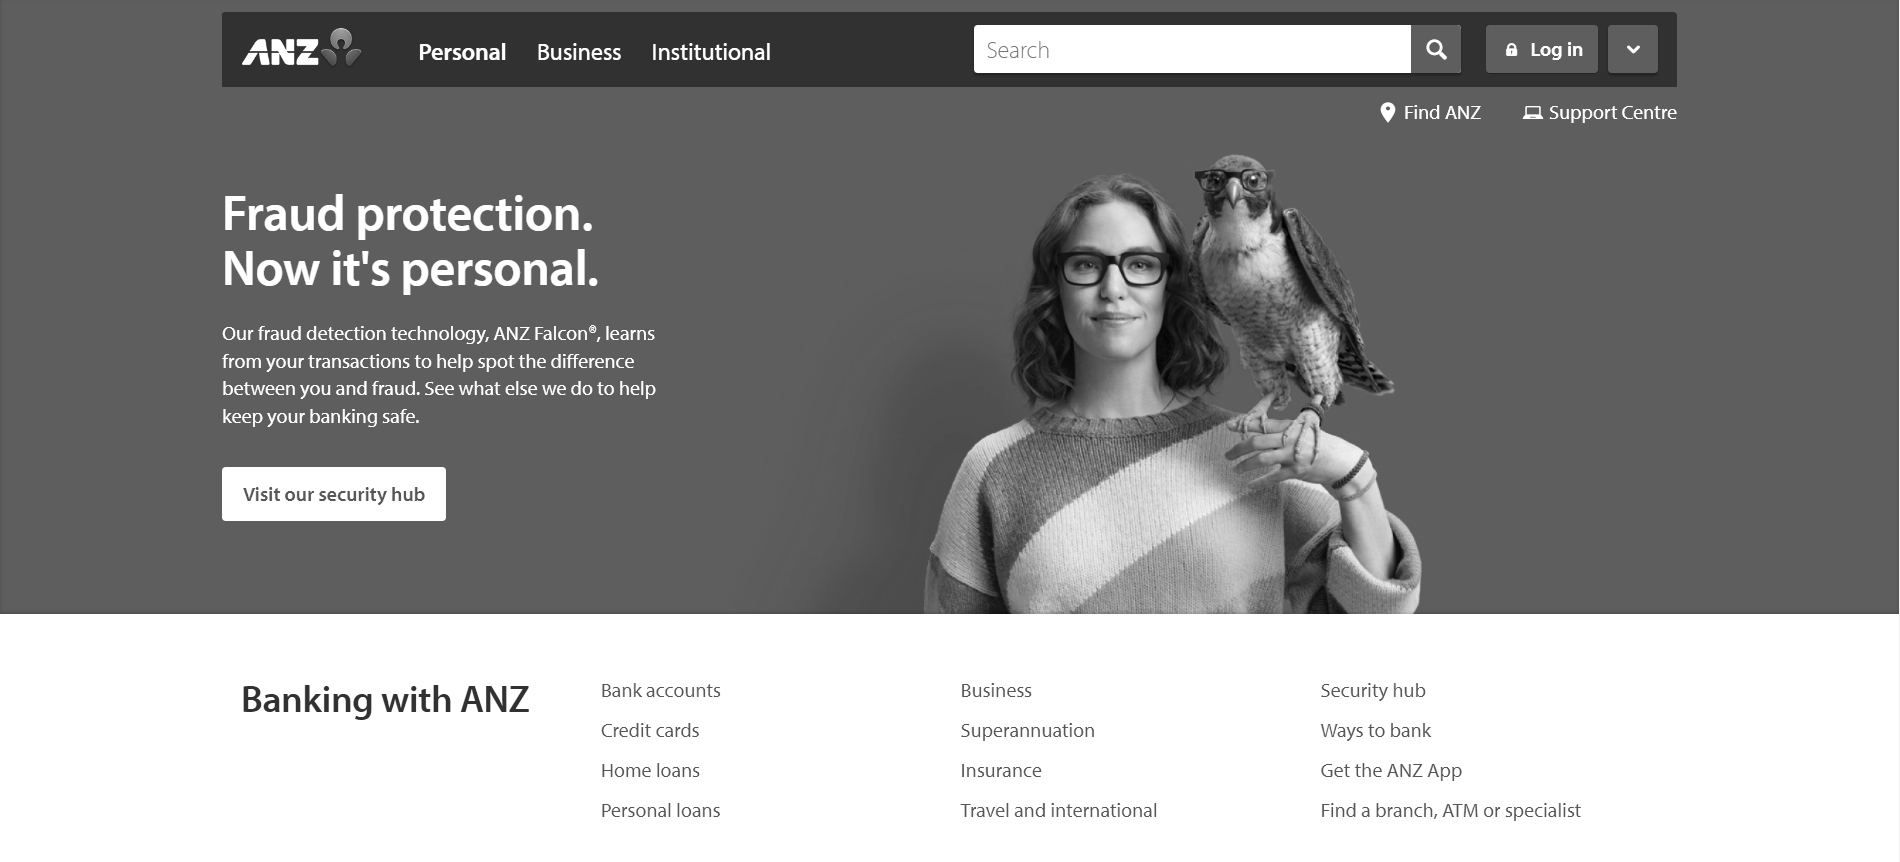 ANZ
Personal
Business
Institutional
Search
Log in
Find ANZ
Support Centre
Fraud protection.
Now it's personal.
Our fraud detection technology, ANZ Falcon®, learns
from your transactions to help spot the difference
between you and fraud. See what else we do to help
keep your banking safe.
Visit our security hub
Banking with ANZ
Bank accounts
Credit cards
Home loans
Personal loans
Business
Superannuation
Insurance
Travel and international
Security hub
Ways to bank
Get the ANZ App
Find a branch, ATM or specialist